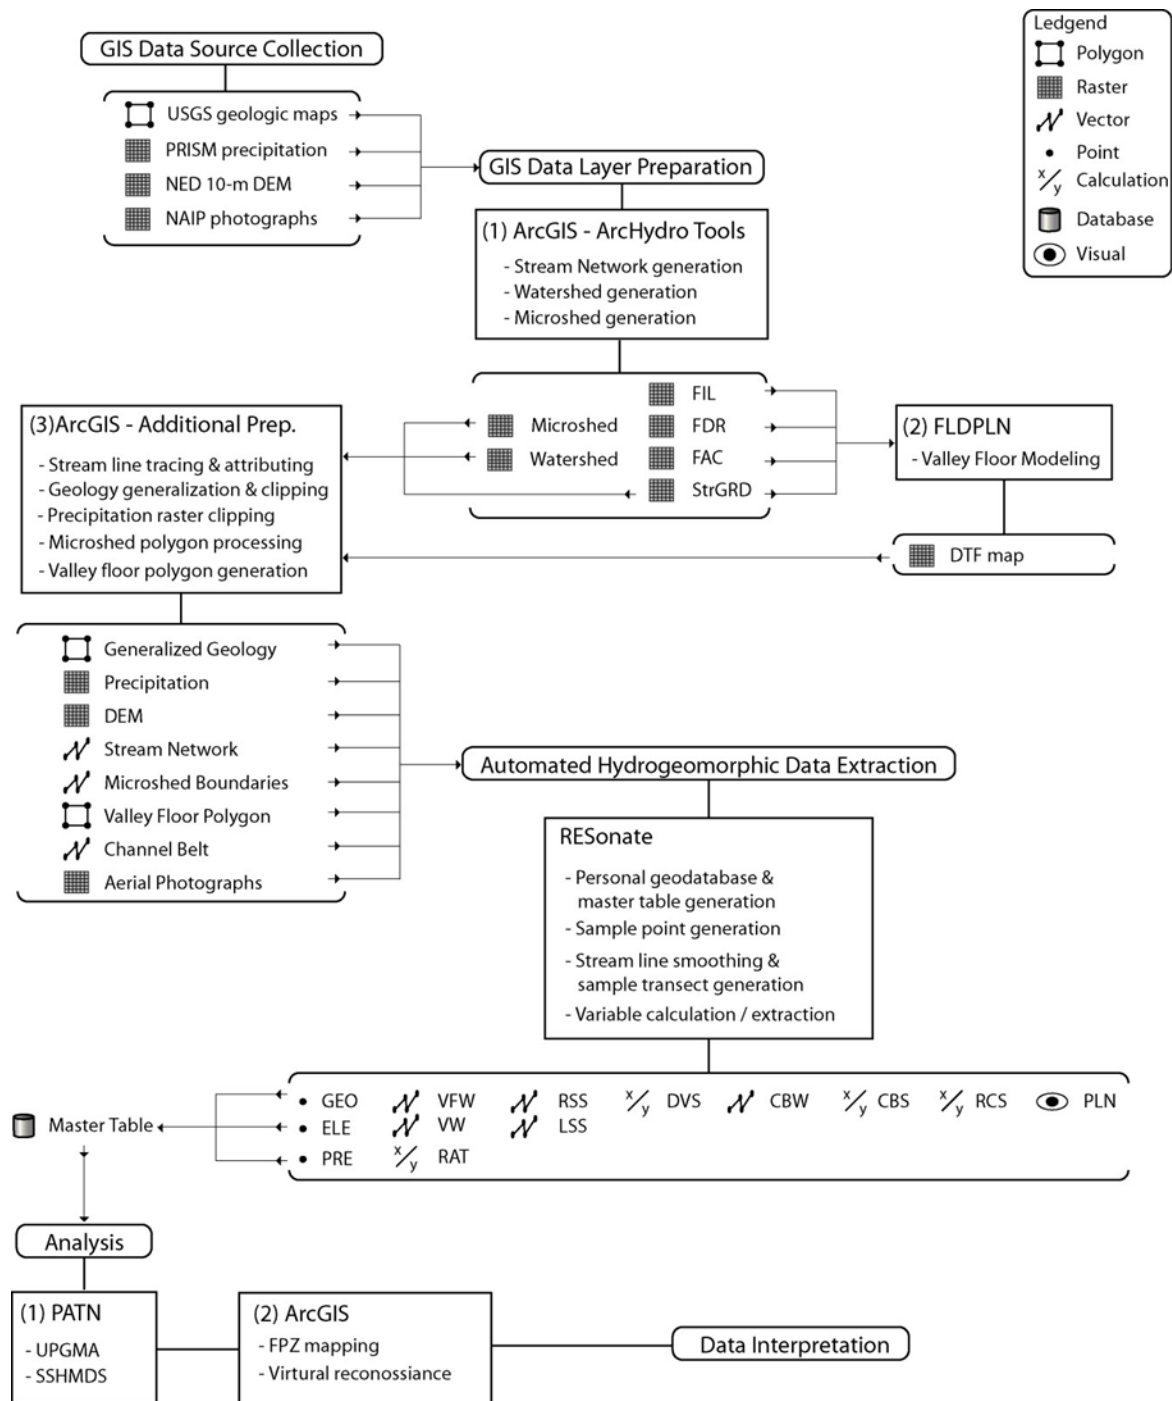 GIS Data Source Collection
USGS geologic maps
PRISM precipitation
NED 10-m DEM
NAIP photographs
Ledgend
Polygon
Raster
Vector
Point
x/y Calculation
Database
Visual
GIS Data Layer Preparation
(1) ArcGIS - ArcHydro Tools
- Stream Network generation
- Watershed generation
- Microshed generation
Microshed
Watershed
FIL
FDR
FAC
StrGRD
(2) FLDPLN
- Valley Floor Modeling
DTF map
(3)ArcGIS - Additional Prep.
- Stream line tracing & attributing
- Geology generalization & clipping
- Precipitation raster clipping
- Microshed polygon processing
- Valley floor polygon generation
Generalized Geology
Precipitation
DEM
Stream Network
Microshed Boundaries
Valley Floor Polygon
Channel Belt
Aerial Photographs
Automated Hydrogeomorphic Data Extraction
RESonate
- Personal geodatabase &
master table generation
- Sample point generation
- Stream line smoothing &
sample transect generation
- Variable calculation / extraction
GEO VFW RSS x/y DVS CBW x/y CBS x/y RCS PLN
ELE VW LSS
PRE x/y RAT
Master Table
Analysis
(1) PATN
- UPGMA
- SSHMDS
(2) ArcGIS
- FPZ mapping
- Virtural reconossiance
Data Interpretation